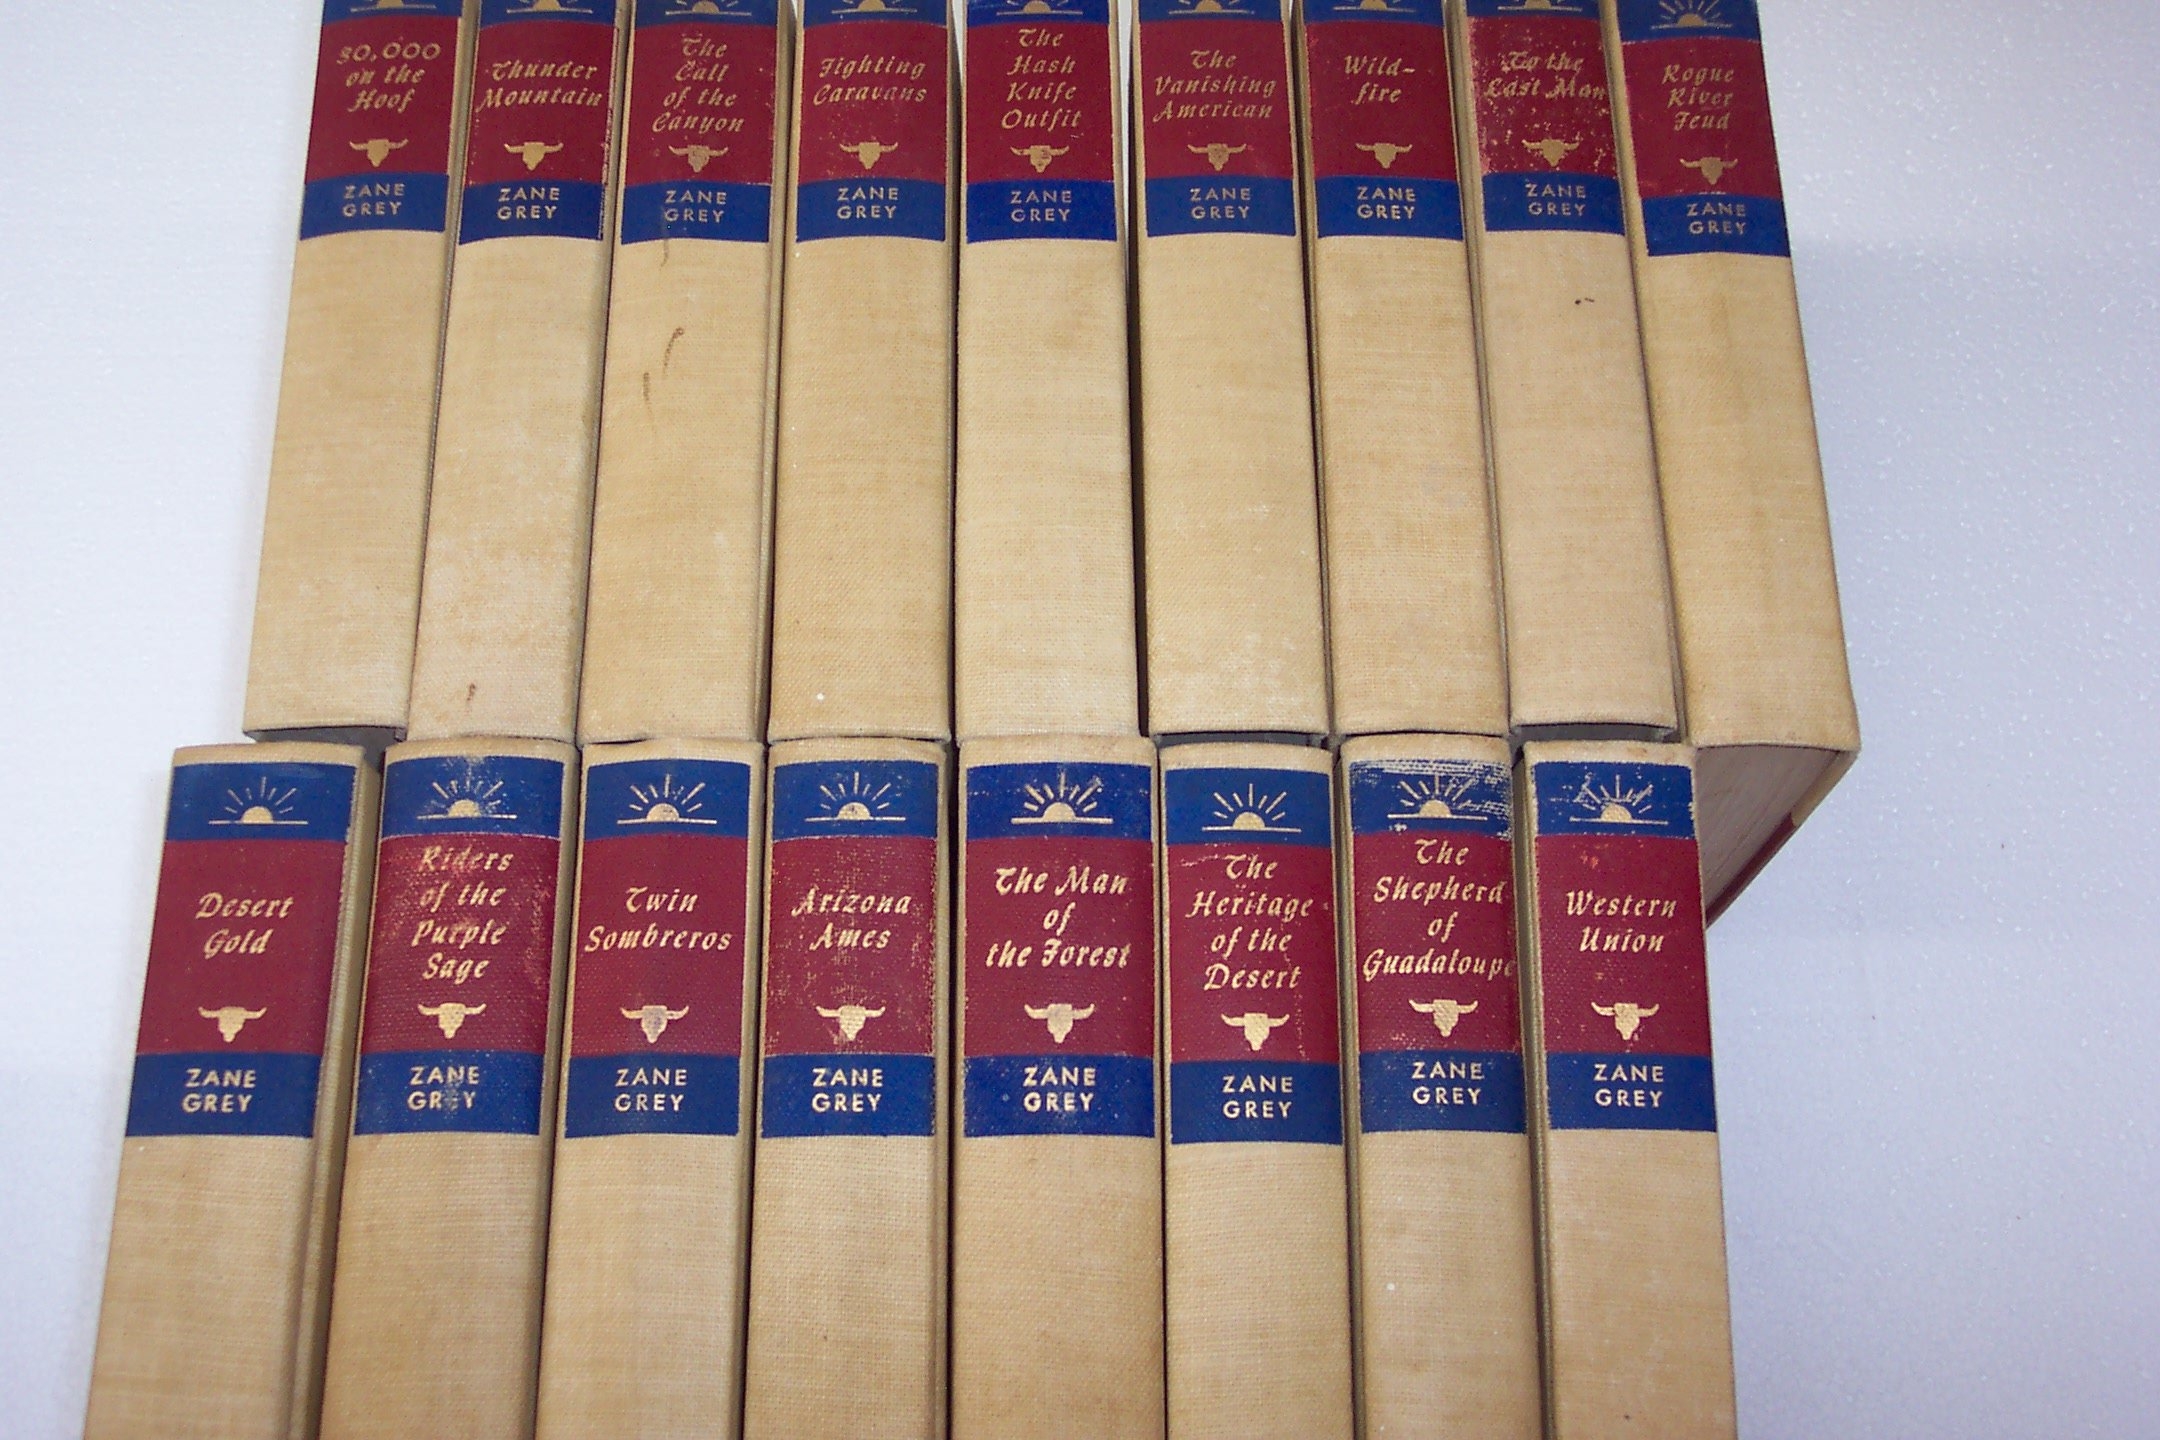 30,000
on the
Hoof
ZANE
GREY
Thunder
Mountain
ZANE
GREY
The
Call
of the
Canyon
ZANE
GREY
Fighting
Caravans
ZANE
GREY
The
Hash
Knife
Outfit
ZANE
GREY
The
Vanishing
American
ZANE
GREY
Wild-
fire
ZANE
GREY
To the
Last Man
ZANE
GREY
Rogue
River
Feud
ZANE
GREY
Desert
Gold
ZANE
GREY
Riders
of the
Purple
Sage
ZANE
GREY
Twin
Sombreros
ZANE
GREY
Arizona
Ames
ZANE
GREY
The Man
of
the Forest
ZANE
GREY
The
Heritage
of the
Desert
ZANE
GREY
The
Shepherd
of
Guadaloupe
ZANE
GREY
Western
Union
ZANE
GREY